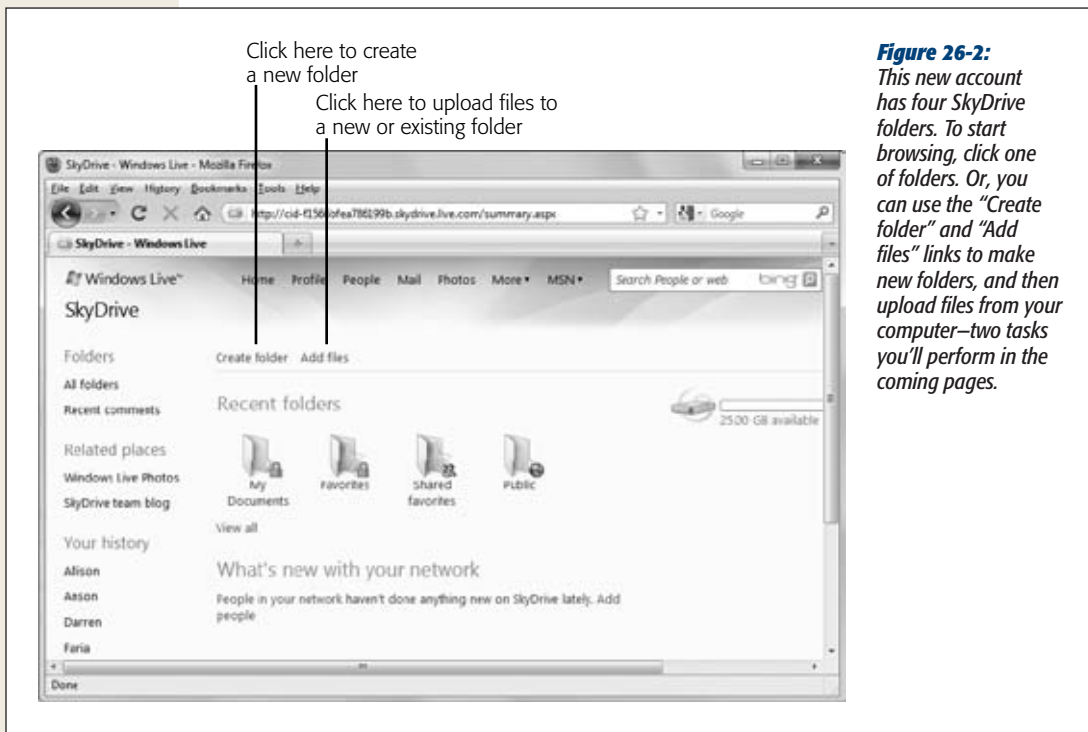 Click here to create
a new folder
Click here to upload files to
a new or existing folder
Figure 26-2:
This new account
has four SkyDrive
folders. To start
browsing, click one
of folders. Or, you
can use the “Create
folder” and “Add
files” links to make
new folders, and then
upload files from your
computer—two tasks
you’ll perform in the
coming pages.
SkyDrive - Windows Live - Mozilla Firefox
File Edit View History Bookmarks Tools Help
Google
SkyDrive - Windows Live
Windows Live™ Home Profile People Mail Photos More MSN Search People or web bing
SkyDrive
Folders
Create folder Add files
All folders
Recent comments
Recent folders
25.00 GB available
Related places
Windows Live Photos
SkyDrive team blog
My Documents
Favorites
Shared favorites
Public
View all
Your history
Alison
Darren
Faria
What's new with your network
People in your network haven't done anything new on SkyDrive lately. Add
people
Done